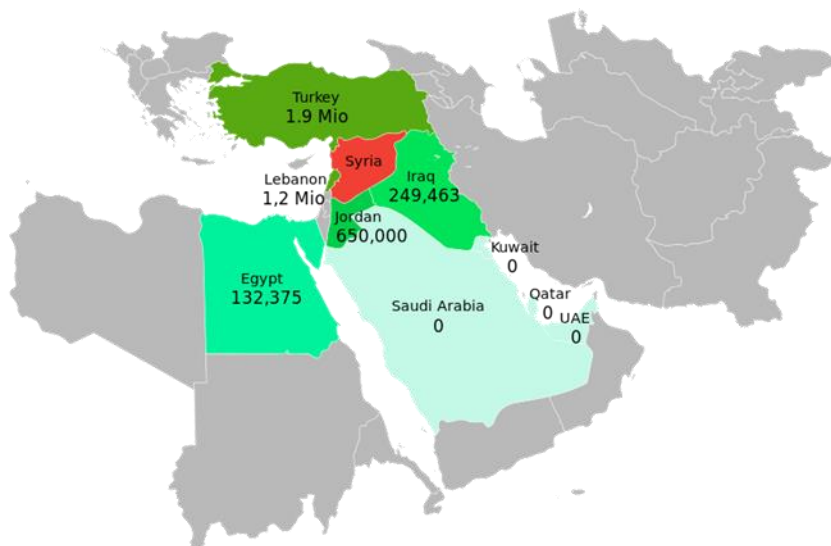 Turkey
1.9 Mio
Syria
Lebanon
1,2 Mio
Iraq
249,463
Jordan
650,000
Kuwait
0
Egypt
132,375
Qatar
0
Saudi Arabia
0
UAE
0